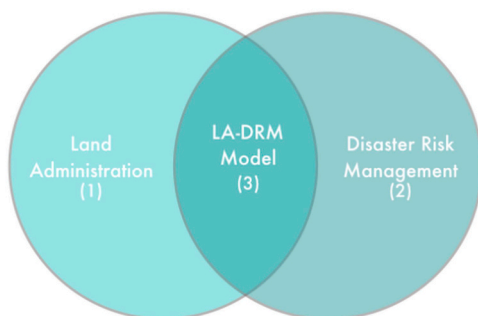 Land
Administration
(1)
LA-DRM
Model
(3)
Disaster Risk
Management
(2)